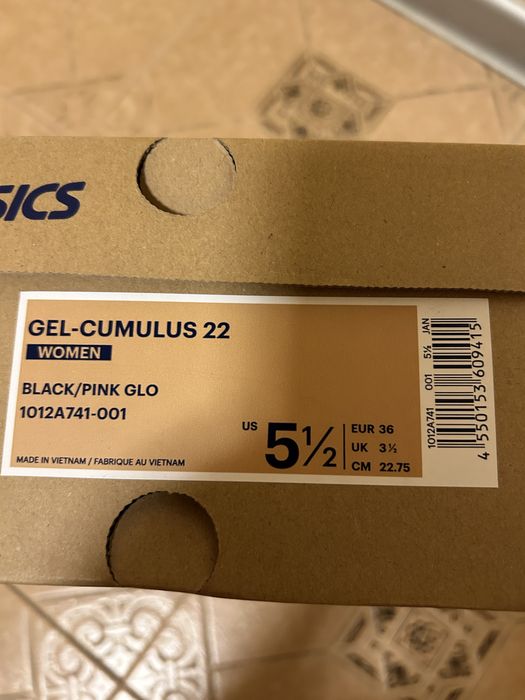 SICS
GEL-CUMULUS 22
WOMEN
BLACK/PINK GLO
1012A741-001
MADE IN VIETNAM / FABRIQUE AU VIETNAM
US 5½
EUR 36
UK 3½
CM 22.75
1012A741 001 5½ JAN
4 550153 609415